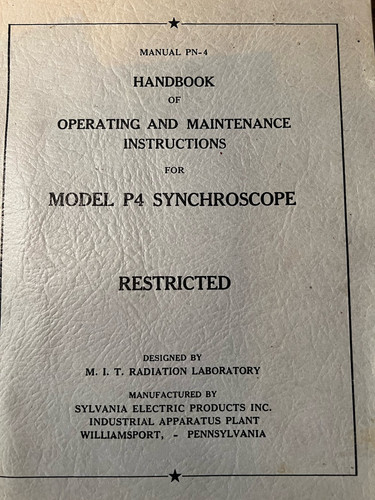 MANUAL PN-4
HANDBOOK
OF
OPERATING AND MAINTENANCE
INSTRUCTIONS
FOR
MODEL P4 SYNCHROSCOPE
RESTRICTED
DESIGNED BY
M. I. T. RADIATION LABORATORY
MANUFACTURED BY
SYLVANIA ELECTRIC PRODUCTS INC.
INDUSTRIAL APPARATUS PLANT
WILLIAMSPORT, - PENNSYLVANIA